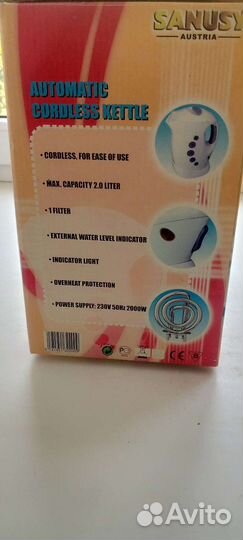 SANUSY
AUSTRIA
AUTOMATIC
CORDLESS KETTLE
• CORDLESS, FOR EASE OF USE
• MAX. CAPACITY 2.0 LITER
• 1 FILTER
• EXTERNAL WATER LEVEL INDICATOR
• INDICATOR LIGHT
• OVERHEAT PROTECTION
• POWER SUPPLY: 230V 50Hz 2000W
CE
Avito